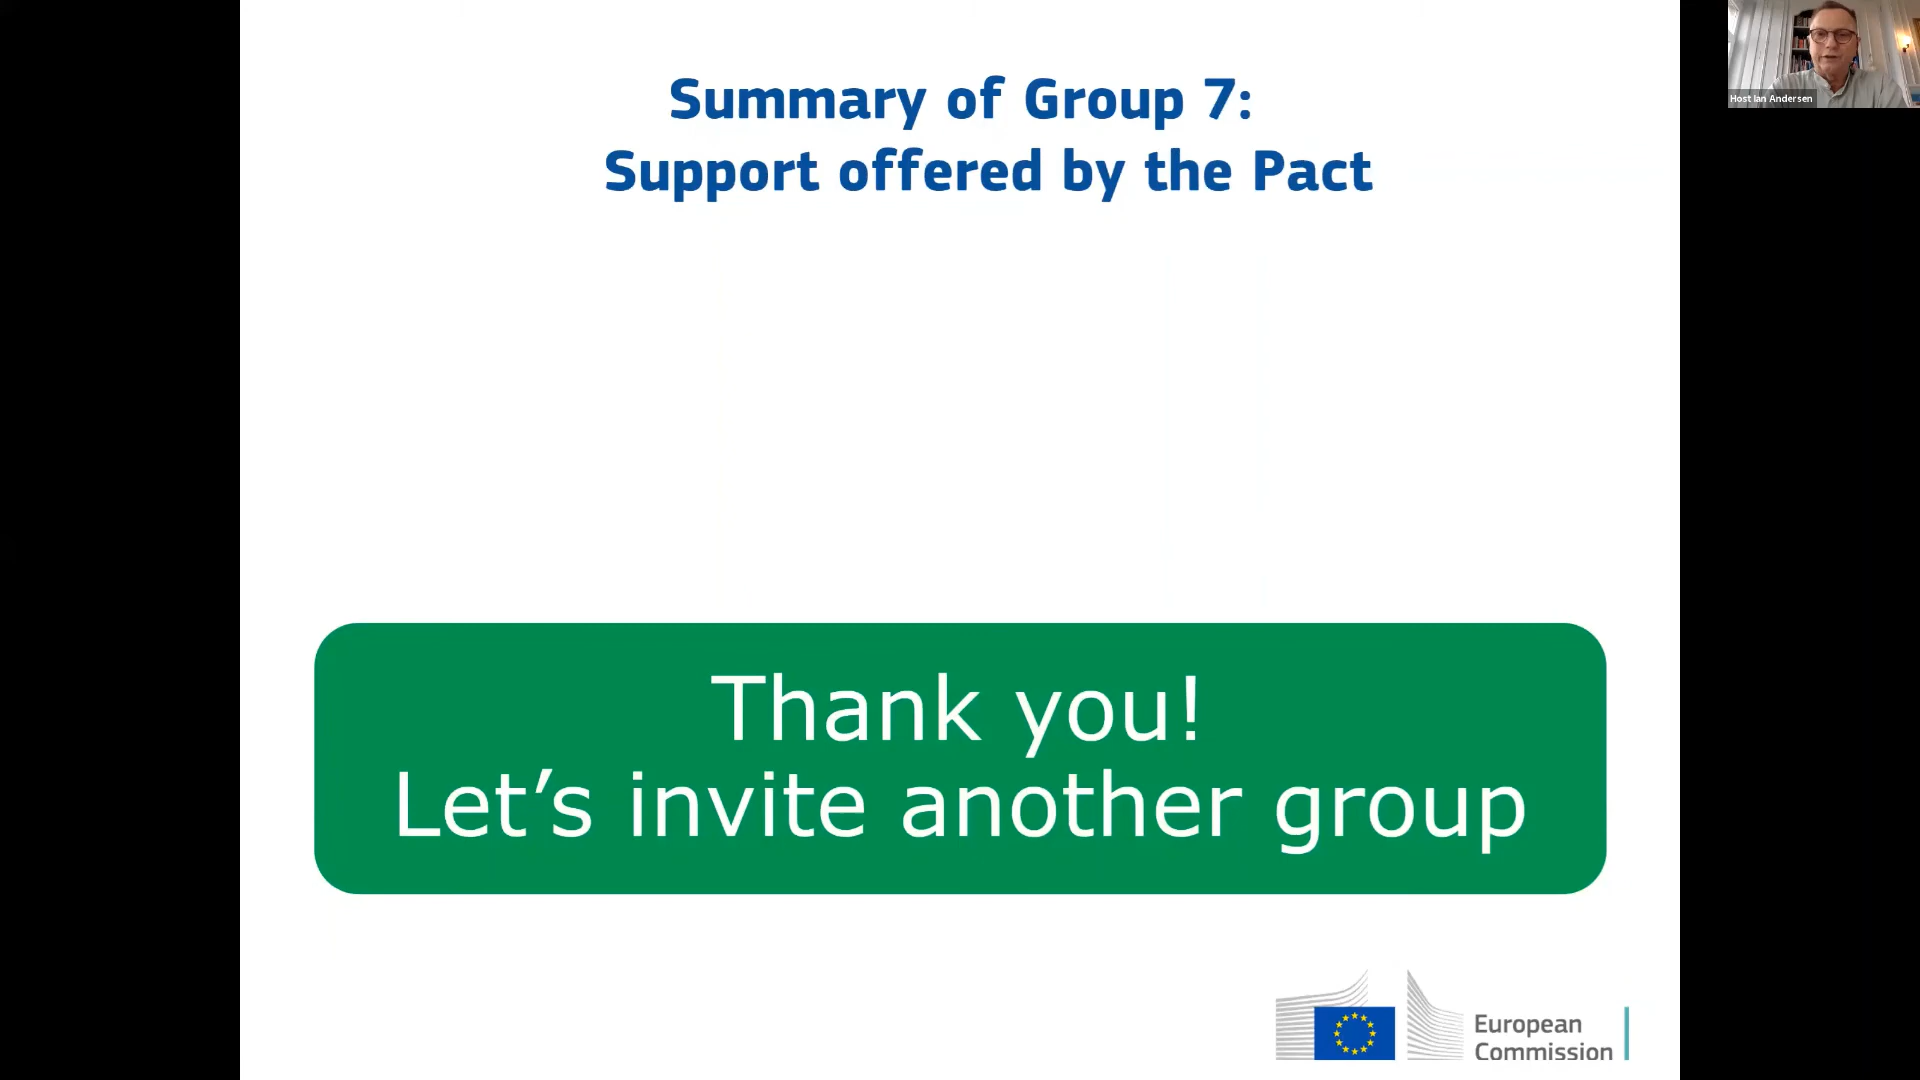 Summary of Group 7:
Support offered by the Pact
Host Ian Andersen
Thank you!
Let’s invite another group
European
Commission